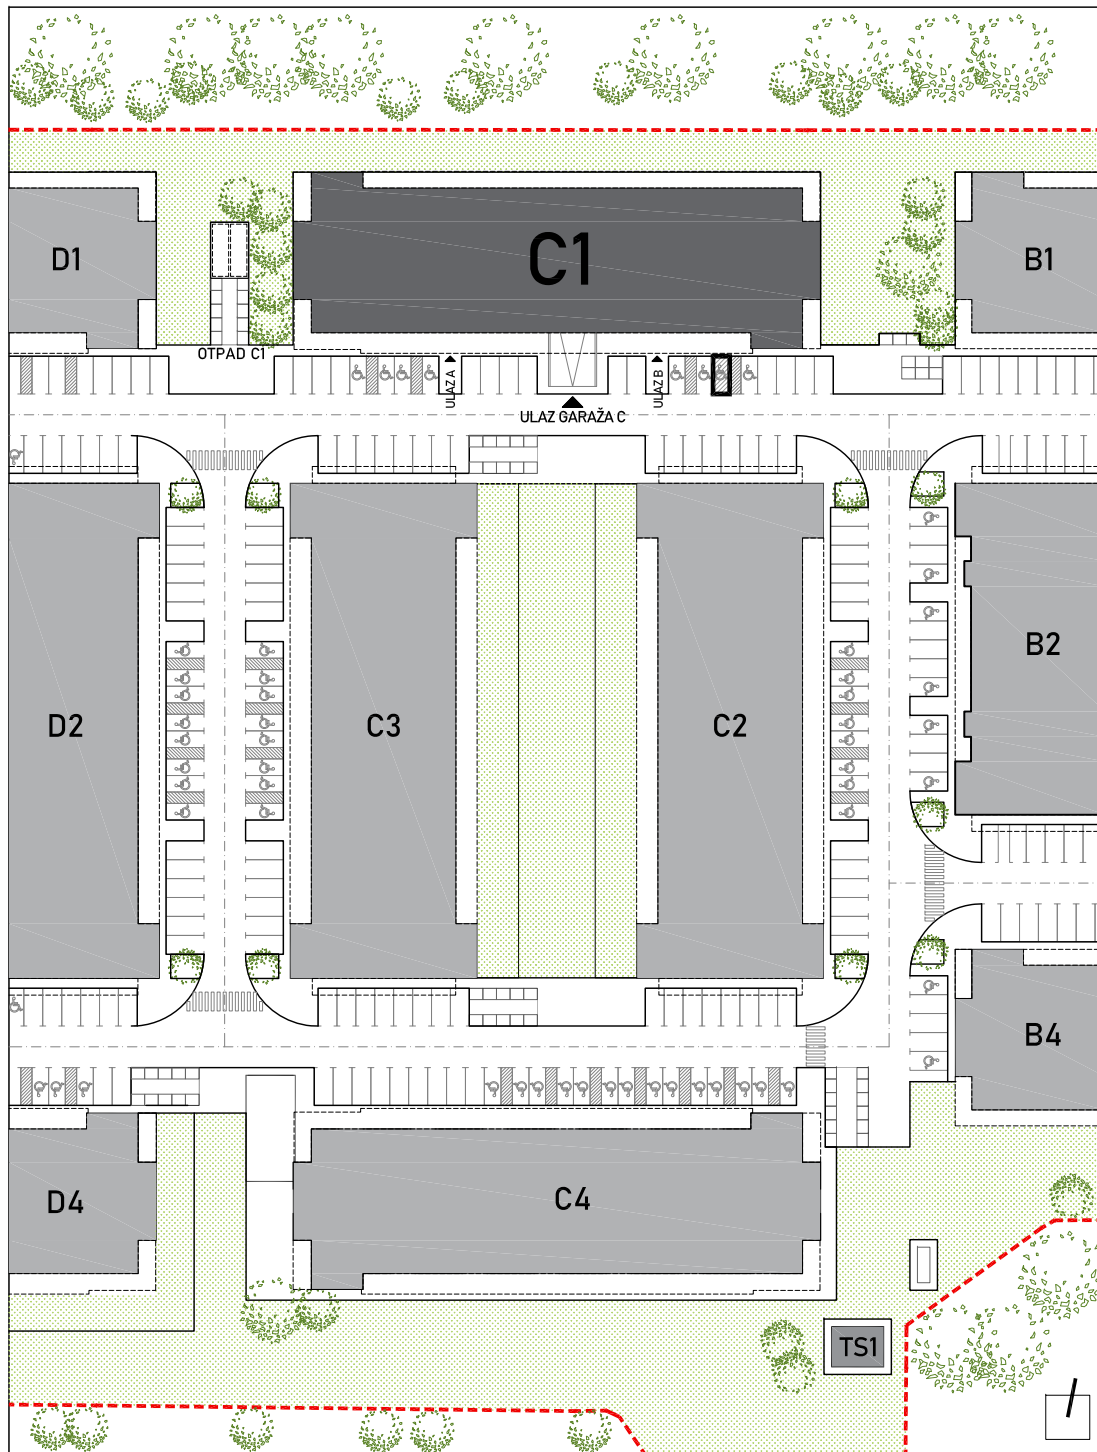 D1
C1
B1
OTPAD C1
ULAZ A
ULAZ B
ULAZ GARAŽA C
D2
C3
C2
B2
B4
D4
C4
TS1